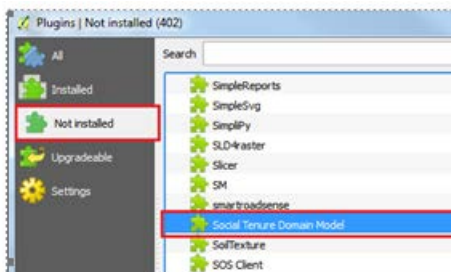 Plugins | Not installed (402)
All
Installed
Not installed
Upgradeable
Settings
Search
SimpleReports
SimpleSvg
SimpliPy
SLD4raster
Slicer
SM
smartroadsense
Social Tenure Domain Model
SoilTexture
SOS Client